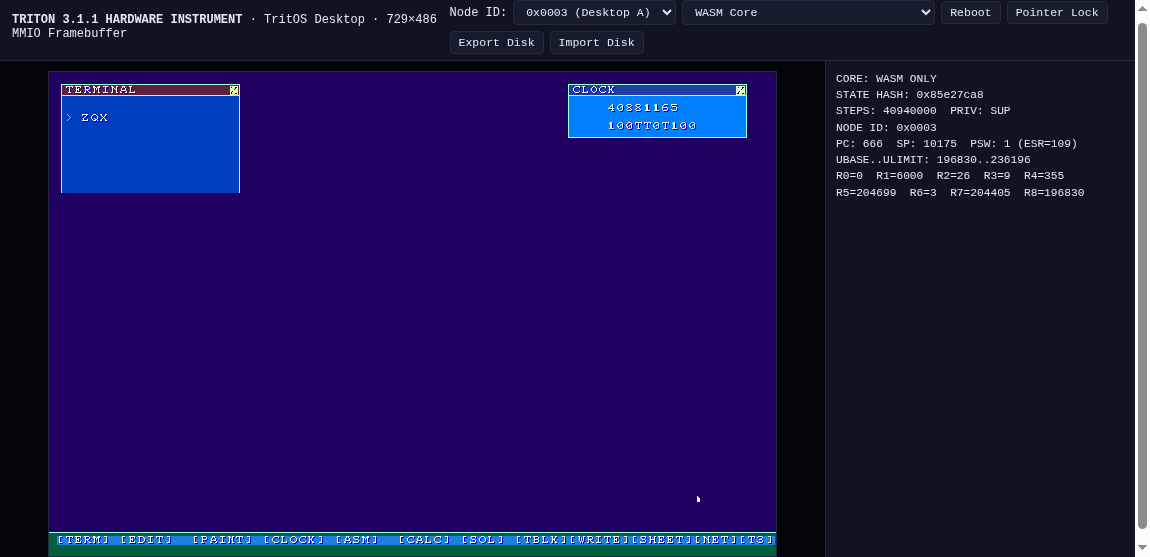 TRITON 3.1.1 HARDWARE INSTRUMENT · TritOS Desktop · 729×486
MMIO Framebuffer
Node ID: 0x0003 (Desktop A) WASM Core Reboot Pointer Lock
Export Disk Import Disk
TERMINAL
> ZQX
CLOCK
40881165
100TT0T100
[TERM] [EDIT] [PAINT] [CLOCK] [ASM] [CALC] [SOL] [TBLK][WRITE][SHEET][NET][T3]
CORE: WASM ONLY
STATE HASH: 0x85e27ca8
STEPS: 40940000 PRIV: SUP
NODE ID: 0x0003
PC: 666 SP: 10175 PSW: 1 (ESR=109)
UBASE..ULIMIT: 196830..236196
R0=0 R1=6000 R2=26 R3=9 R4=355
R5=204699 R6=3 R7=204405 R8=196830